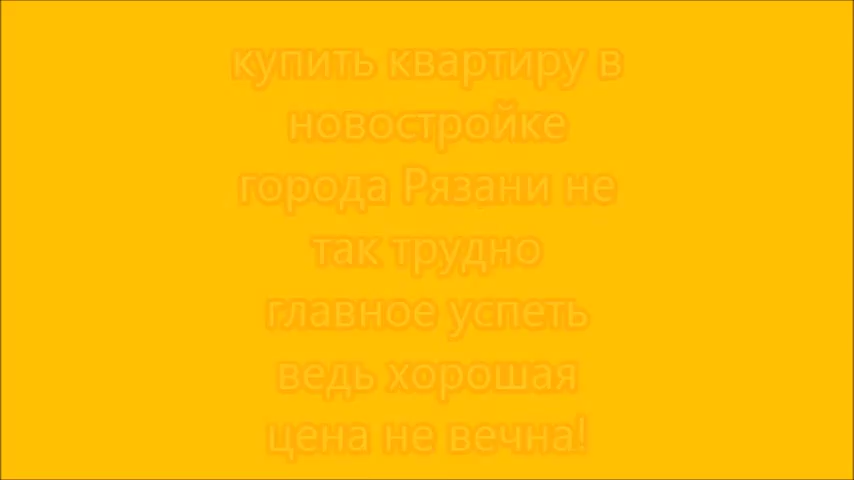 купить квартиру в
новостройке
города Рязани не
так трудно
главное успеть
ведь хорошая
цена не вечна!